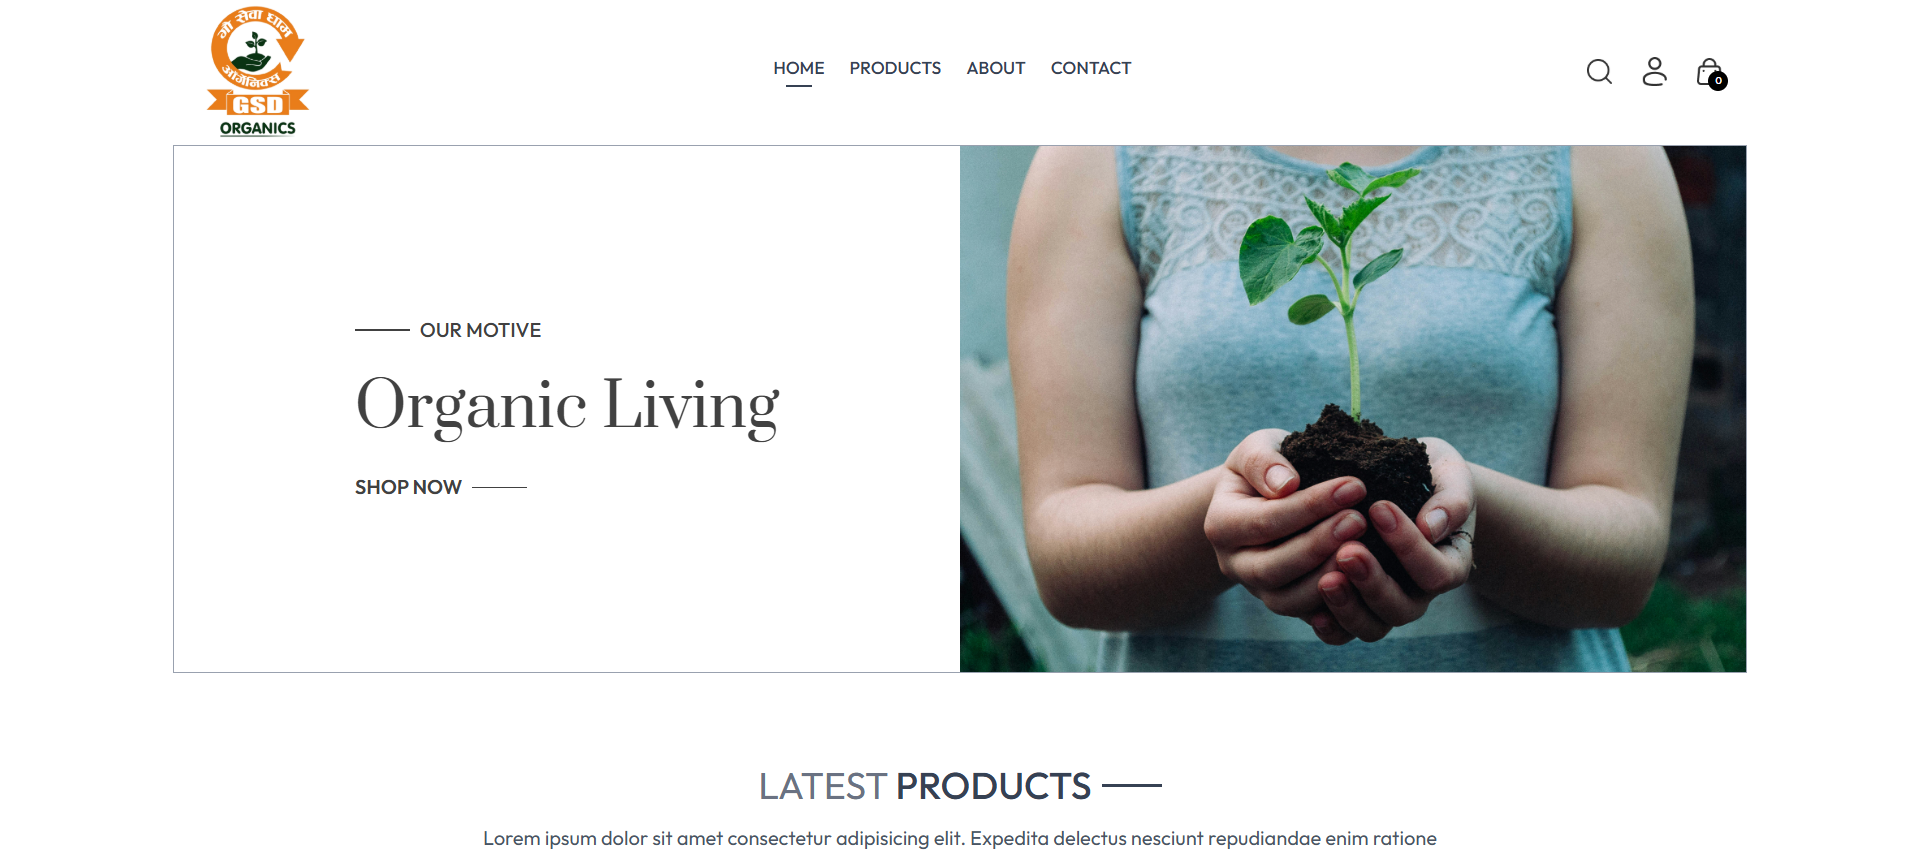 गौ सेवा धाम
ऑर्गेनिक्स
GSD
ORGANICS
HOME PRODUCTS ABOUT CONTACT
0
OUR MOTIVE
Organic Living
SHOP NOW
LATEST PRODUCTS
Lorem ipsum dolor sit amet consectetur adipisicing elit. Expedita delectus nesciunt repudiandae enim ratione